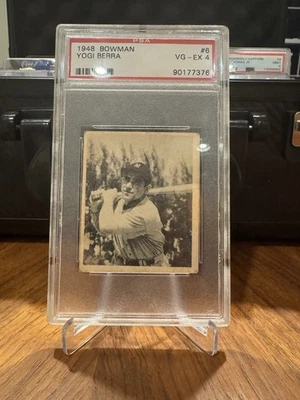 PSA
1948 BOWMAN #6
YOGI BERRA VG - EX 4
90177376